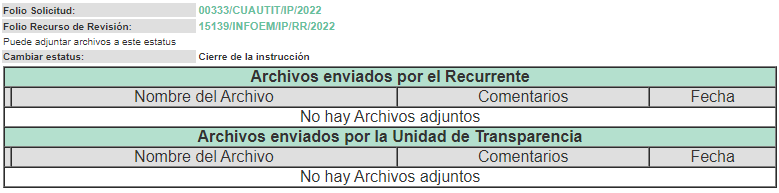 Folio Solicitud: 00333/CUAUTIT/IP/2022
Folio Recurso de Revisión: 15139/INFOEM/IP/RR/2022
Puede adjuntar archivos a este estatus
Cambiar estatus: Cierre de la instrucción
Archivos enviados por el Recurrente
Nombre del Archivo Comentarios Fecha
No hay Archivos adjuntos
Archivos enviados por la Unidad de Transparencia
Nombre del Archivo Comentarios Fecha
No hay Archivos adjuntos